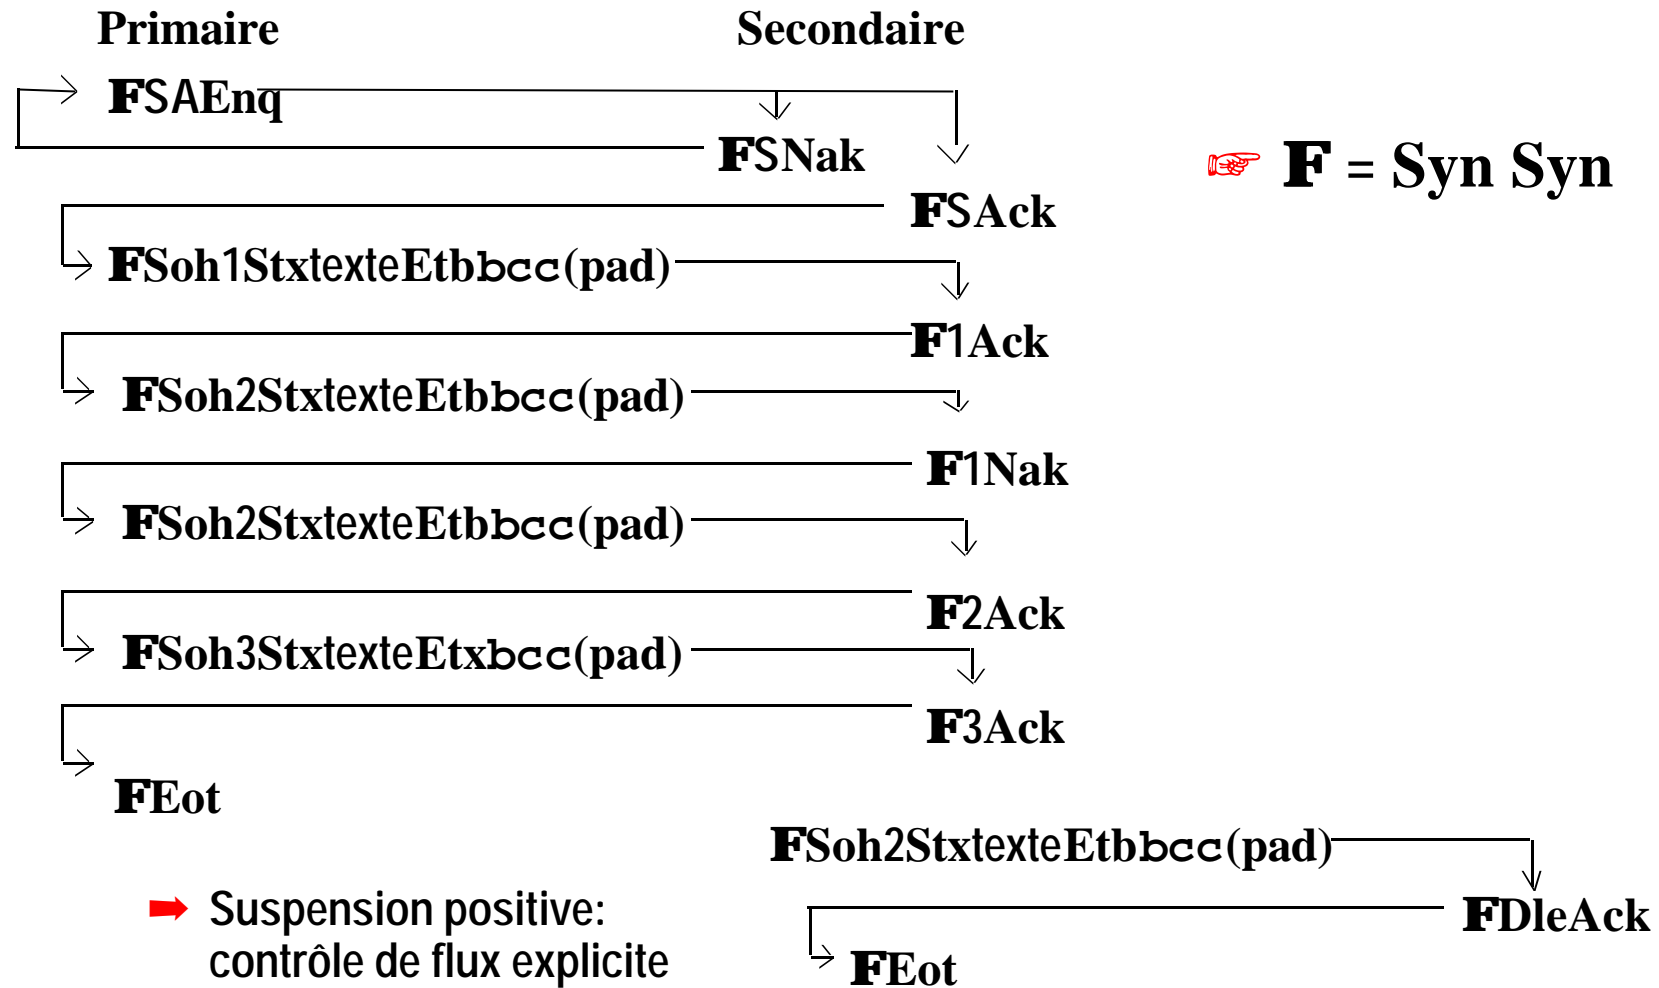 Primaire
Secondaire
FSAEnq
FSNak
☞ F = Syn Syn
FSAck
FSoh1StxtexteEtbbcc(pad)
F1Ack
FSoh2StxtexteEtbbcc(pad)
F1Nak
FSoh2StxtexteEtbbcc(pad)
F2Ack
FSoh3StxtexteEtxbcc(pad)
F3Ack
FEot
FSoh2StxtexteEtbbcc(pad)
➡ Suspension positive:
contrôle de flux explicite
FDleAck
FEot